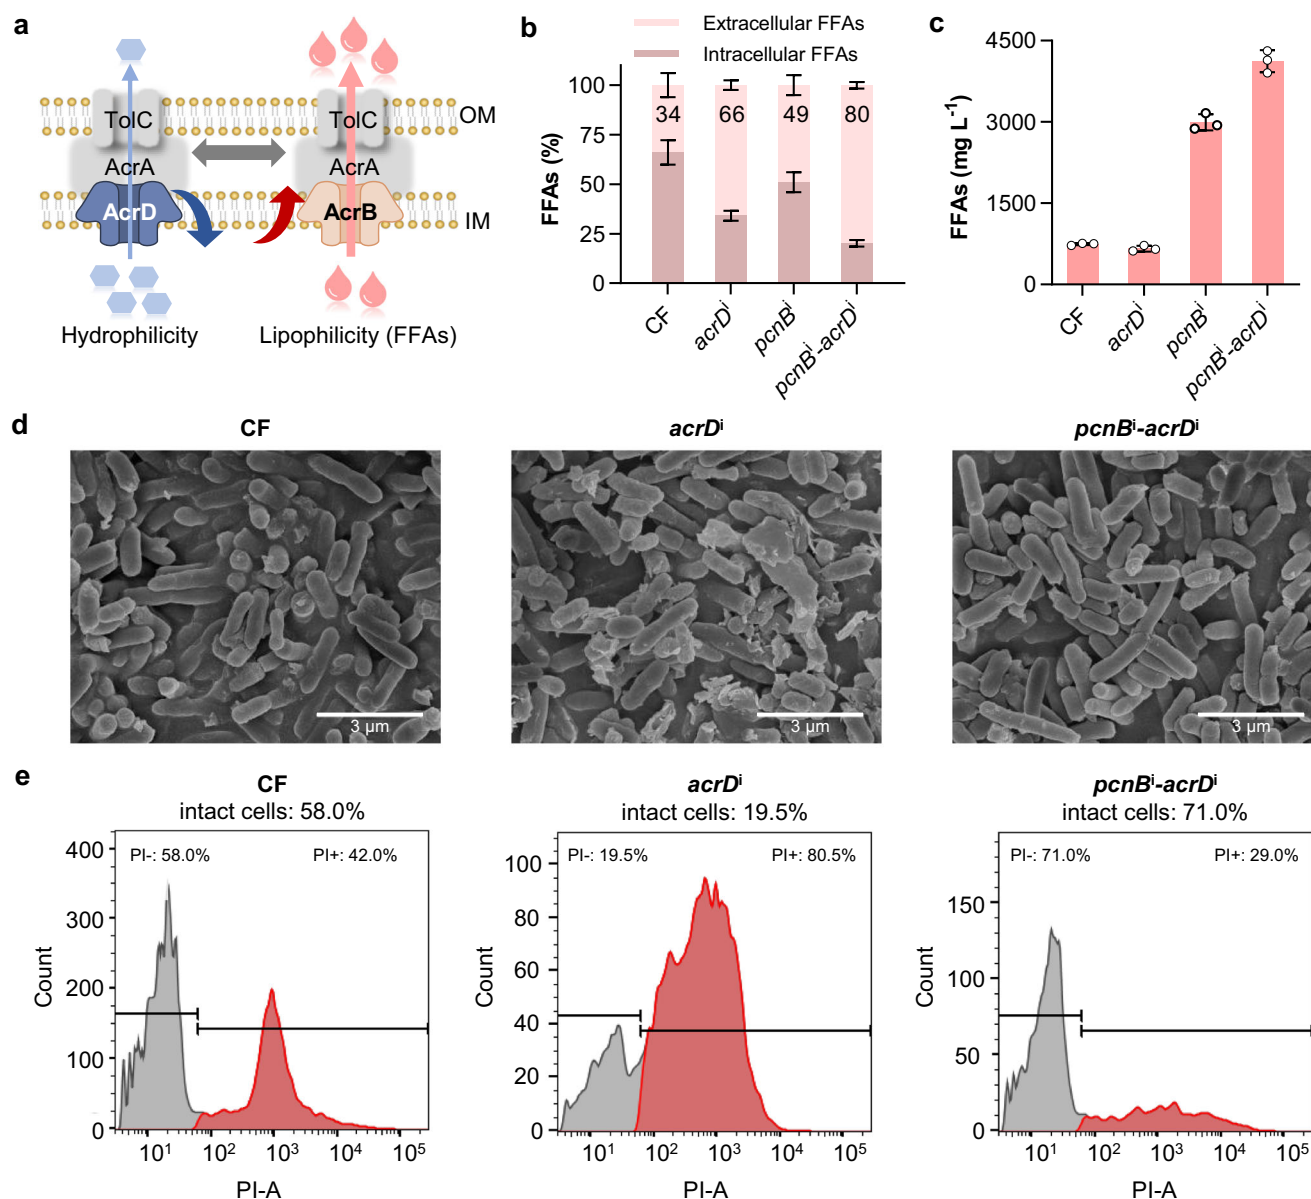 a
TolC
TolC
OM
AcrA
AcrA
AcrD
AcrB
IM
Hydrophilicity
Lipophilicity (FFAs)
b
Extracellular FFAs
Intracellular FFAs
FFAs (%)
100
75
50
25
0
34
66
49
80
CF
acrDⁱ
pcnBⁱ
pcnBⁱ-acrDⁱ
c
FFAs (mg L⁻¹)
4500
3000
1500
0
CF
acrDⁱ
pcnBⁱ
pcnBⁱ-acrDⁱ
d
CF
3 μm
acrDⁱ
3 μm
pcnBⁱ-acrDⁱ
3 μm
e
CF
intact cells: 58.0%
PI-: 58.0%
PI+: 42.0%
Count
400
300
200
100
0
10¹
10²
10³
10⁴
10⁵
PI-A
acrDⁱ
intact cells: 19.5%
PI-: 19.5%
PI+: 80.5%
Count
100
80
60
40
20
0
10¹
10²
10³
10⁴
10⁵
PI-A
pcnBⁱ-acrDⁱ
intact cells: 71.0%
PI-: 71.0%
PI+: 29.0%
Count
150
100
50
0
10¹
10²
10³
10⁴
10⁵
PI-A